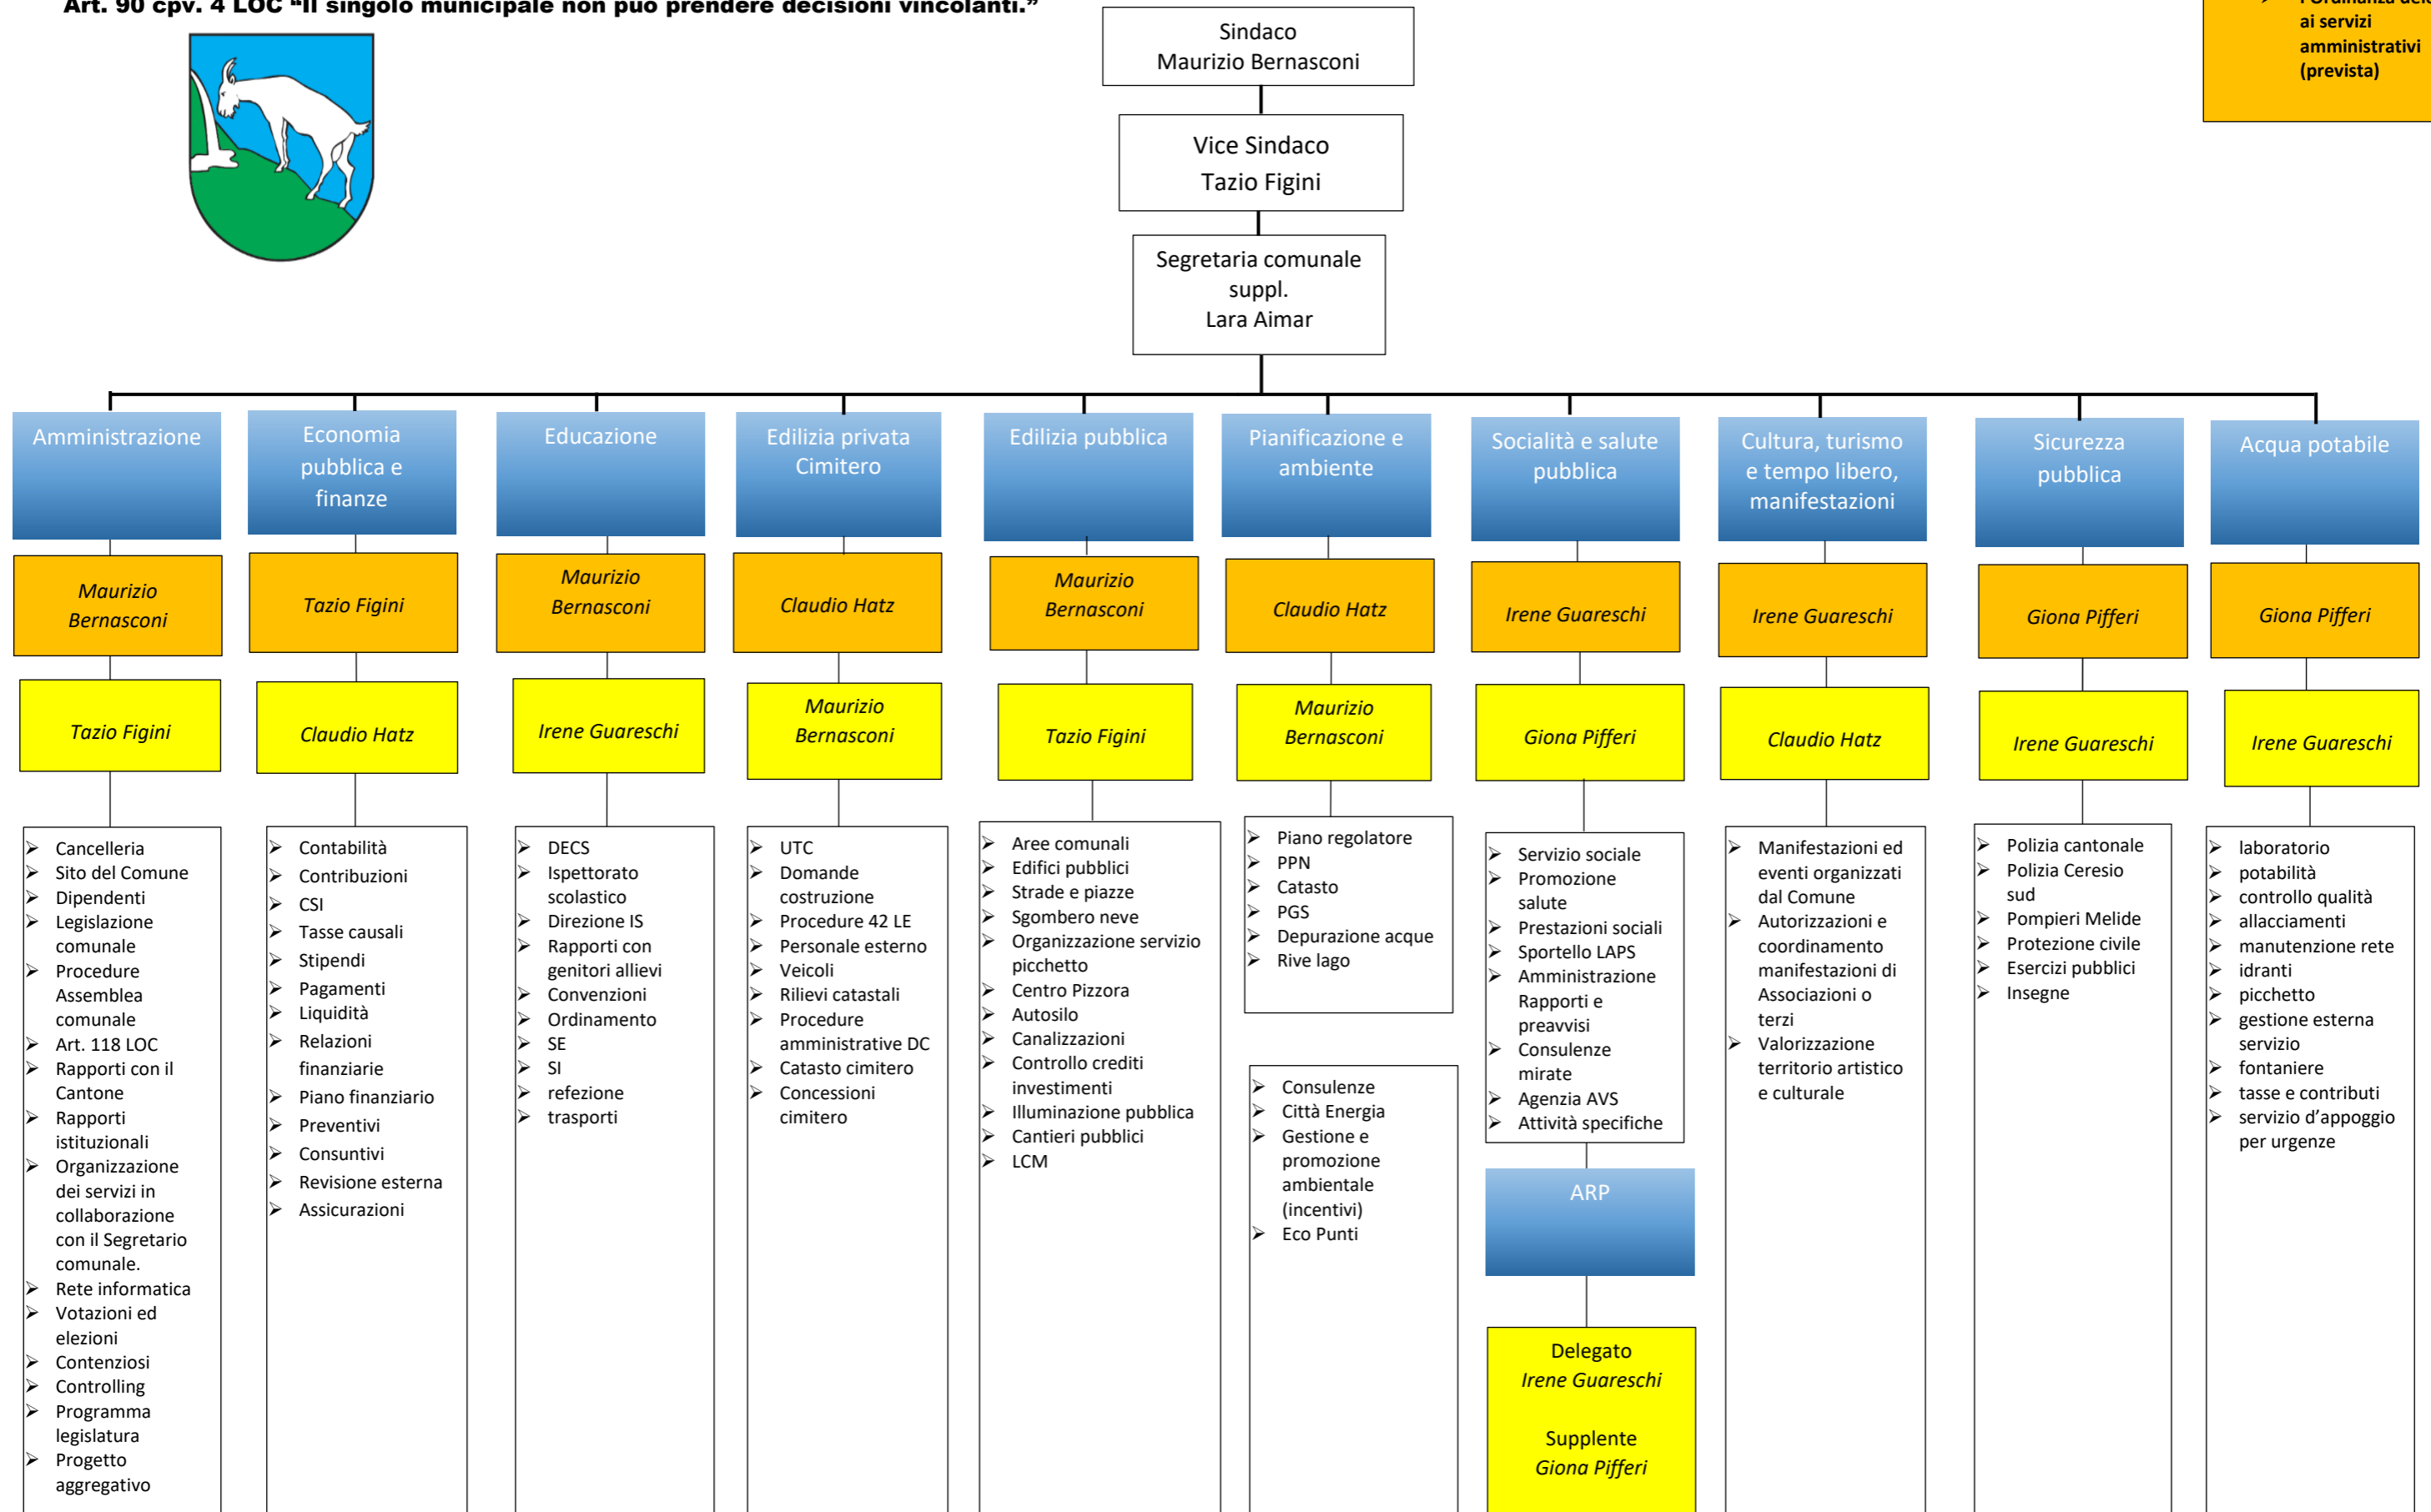 Art. 90 cpv. 4 LOC “Il singolo municipale non può prendere decisioni vincolanti.”
ai servizi
amministrativi
(prevista)
Sindaco
Maurizio Bernasconi
Vice Sindaco
Tazio Figini
Segretaria comunale
suppl.
Lara Aimar
Amministrazione
Maurizio
Bernasconi
Tazio Figini
➢ Cancelleria
➢ Sito del Comune
➢ Dipendenti
➢ Legislazione
comunale
➢ Procedure
Assemblea
comunale
➢ Art. 118 LOC
➢ Rapporti con il
Cantone
➢ Rapporti
istituzionali
➢ Organizzazione
dei servizi in
collaborazione
con il Segretario
comunale.
➢ Rete informatica
➢ Votazioni ed
elezioni
➢ Contenziosi
➢ Controlling
➢ Programma
legislatura
➢ Progetto
aggregativo
Economia
pubblica e
finanze
Tazio Figini
Claudio Hatz
➢ Contabilità
➢ Contribuzioni
➢ CSI
➢ Tasse causali
➢ Stipendi
➢ Pagamenti
➢ Liquidità
➢ Relazioni
finanziarie
➢ Piano finanziario
➢ Preventivi
➢ Consuntivi
➢ Revisione esterna
➢ Assicurazioni
Educazione
Maurizio
Bernasconi
Irene Guareschi
➢ DECS
➢ Ispettorato
scolastico
➢ Direzione IS
➢ Rapporti con
genitori allievi
➢ Convenzioni
➢ Ordinamento
➢ SE
➢ SI
➢ refezione
➢ trasporti
Edilizia privata
Cimitero
Claudio Hatz
Maurizio
Bernasconi
➢ UTC
➢ Domande
costruzione
➢ Procedure 42 LE
➢ Personale esterno
➢ Veicoli
➢ Rilievi catastali
➢ Procedure
amministrative DC
➢ Catasto cimitero
➢ Concessioni
cimitero
Edilizia pubblica
Maurizio
Bernasconi
Tazio Figini
➢ Aree comunali
➢ Edifici pubblici
➢ Strade e piazze
➢ Sgombero neve
➢ Organizzazione servizio
picchetto
➢ Centro Pizzora
➢ Autosilo
➢ Canalizzazioni
➢ Controllo crediti
investimenti
➢ Illuminazione pubblica
➢ Cantieri pubblici
➢ LCM
Pianificazione e
ambiente
Claudio Hatz
Maurizio
Bernasconi
➢ Piano regolatore
➢ PPN
➢ Catasto
➢ PGS
➢ Depurazione acque
➢ Rive lago
➢ Consulenze
➢ Città Energia
➢ Gestione e
promozione
ambientale
(incentivi)
➢ Eco Punti
Socialità e salute
pubblica
Irene Guareschi
Giona Pifferi
➢ Servizio sociale
➢ Promozione
salute
➢ Prestazioni sociali
➢ Sportello LAPS
➢ Amministrazione
Rapporti e
preavvisi
➢ Consulenze
mirate
➢ Agenzia AVS
➢ Attività specifiche
ARP
Delegato
Irene Guareschi
Supplente
Giona Pifferi
Cultura, turismo
e tempo libero,
manifestazioni
Irene Guareschi
Claudio Hatz
➢ Manifestazioni ed
eventi organizzati
dal Comune
➢ Autorizzazioni e
coordinamento
manifestazioni di
Associazioni o
terzi
➢ Valorizzazione
territorio artistico
e culturale
Sicurezza
pubblica
Giona Pifferi
Irene Guareschi
➢ Polizia cantonale
➢ Polizia Ceresio
sud
➢ Pompieri Melide
➢ Protezione civile
➢ Esercizi pubblici
➢ Insegne
Acqua potabile
Giona Pifferi
Irene Guareschi
➢ laboratorio
➢ potabilità
➢ controllo qualità
➢ allacciamenti
➢ manutenzione rete
➢ idranti
➢ picchetto
➢ gestione esterna
servizio
➢ fontaniere
➢ tasse e contributi
➢ servizio d’appoggio
per urgenze